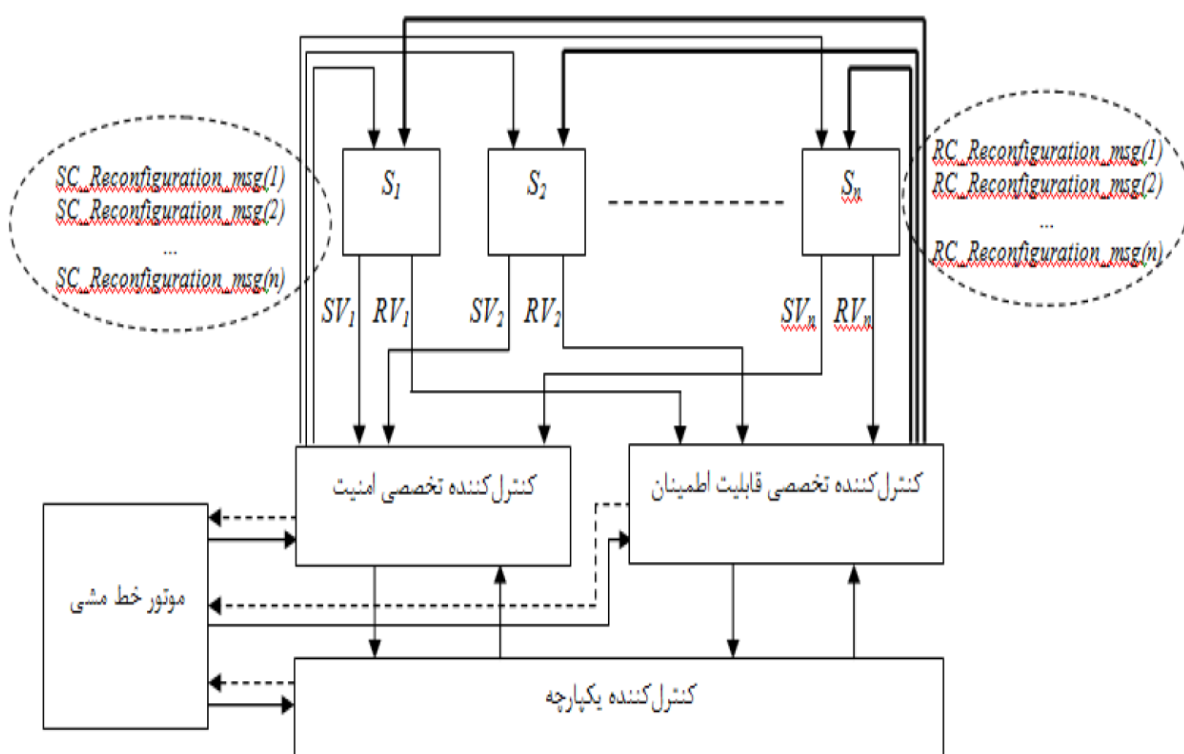 S1
S2
Sn
SC_Reconfiguration_msg(1)
SC_Reconfiguration_msg(2)
...
SC_Reconfiguration_msg(n)
RC_Reconfiguration_msg(1)
RC_Reconfiguration_msg(2)
...
RC_Reconfiguration_msg(n)
SV1 RV1 SV2 RV2 SVn RVn
کنترل‌کننده تخصصی امنیت
کنترل‌کننده تخصصی قابلیت اطمینان
موتور خط مشی
کنترل‌کننده یکپارچه